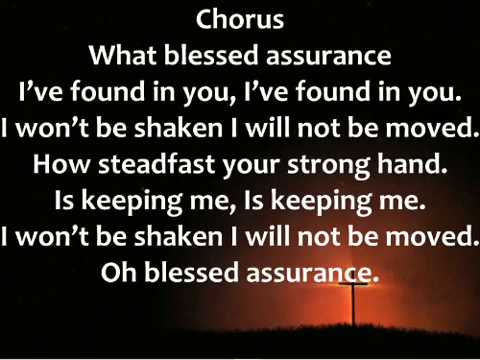 Chorus
What blessed assurance
I’ve found in you, I’ve found in you.
I won’t be shaken I will not be moved.
How steadfast your strong hand.
Is keeping me, Is keeping me.
I won’t be shaken I will not be moved.
Oh blessed assurance.